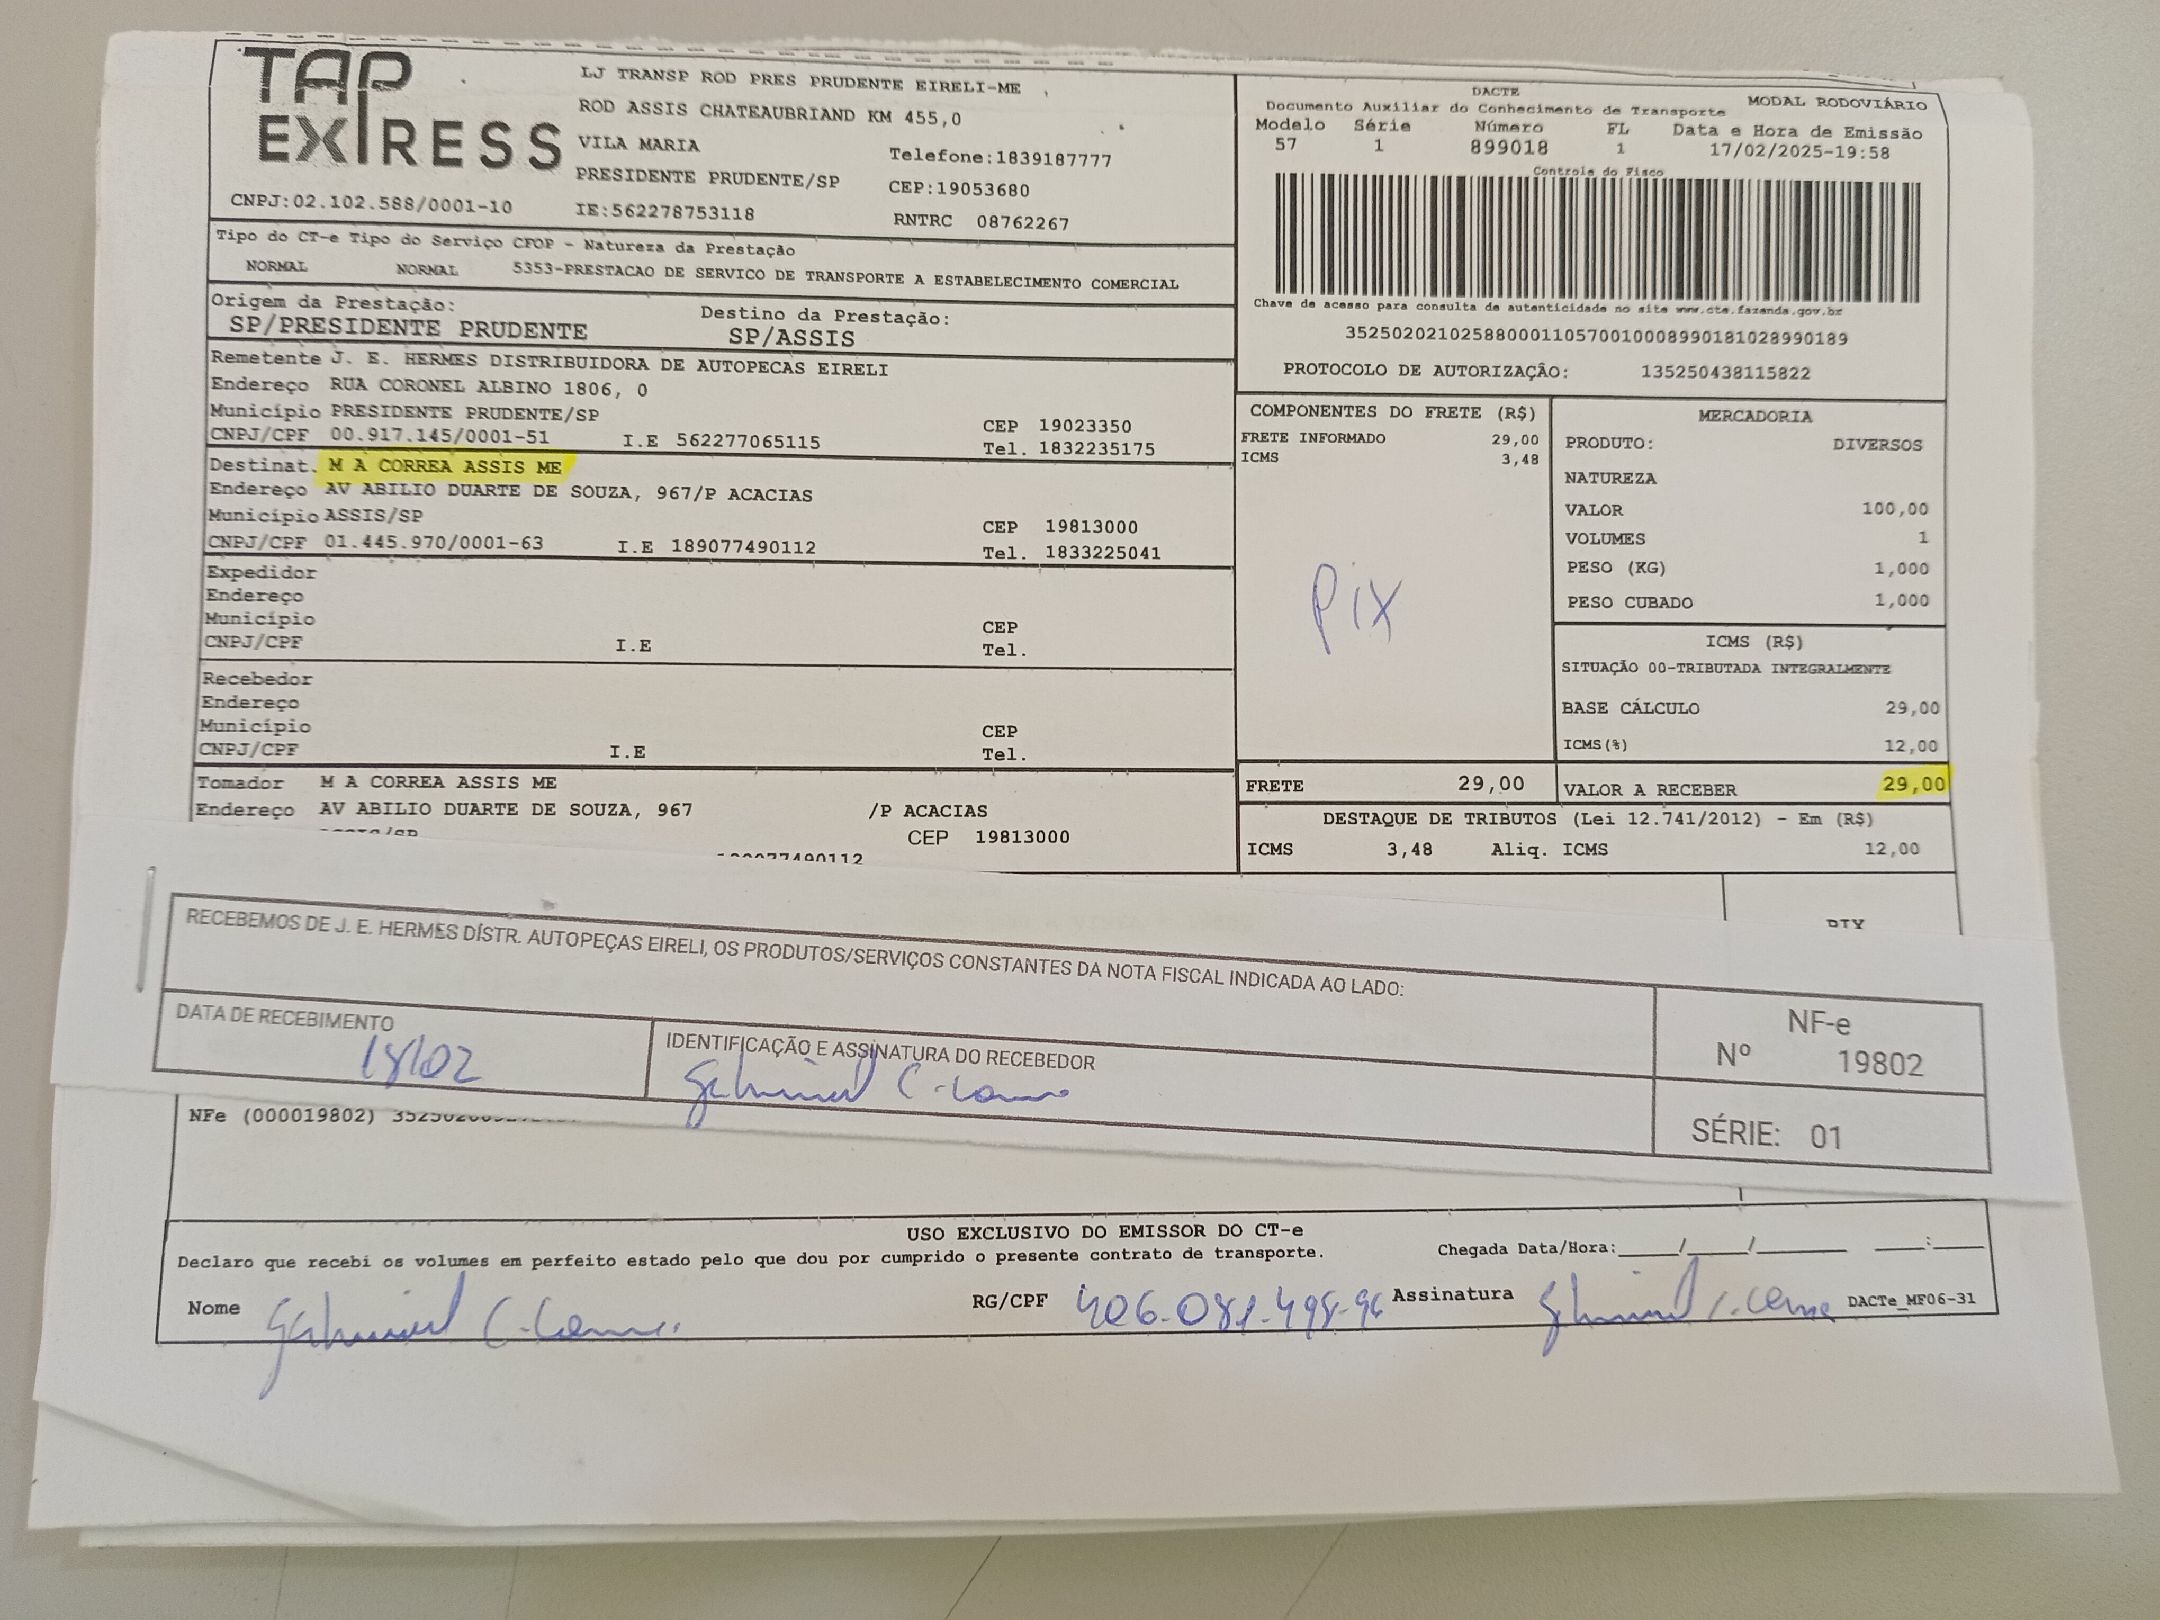 TAP
EXPRESS
LJ TRANSP ROD PRES PRUDENTE EIRELI-ME
ROD ASSIS CHATEAUBRIAND KM 455,0
VILA MARIA
Telefone:1839187777
PRESIDENTE PRUDENTE/SP
CEP:19053680
CNPJ:02.102.588/0001-10
IE:562278753118
RNTRC 08762267
DACTE
MODAL RODOVIÁRIO
Documento Auxiliar do Conhecimento de Transporte
Modelo Série Número FL Data e Hora de Emissão
57 1 899018 1 17/02/2025-19:58
Controle do Fisco
Chave de acesso para consulta de autenticidade no site www.cte.fazenda.gov.br
35250202102588000110570010008990181028990189
PROTOCOLO DE AUTORIZAÇÃO: 135250438115822
Tipo do CT-e Tipo do Serviço CFOP - Natureza da Prestação
NORMAL NORMAL 5353-PRESTACAO DE SERVICO DE TRANSPORTE A ESTABELECIMENTO COMERCIAL
Origem da Prestação: Destino da Prestação:
SP/PRESIDENTE PRUDENTE SP/ASSIS
Remetente J. E. HERMES DISTRIBUIDORA DE AUTOPECAS EIRELI
Endereço RUA CORONEL ALBINO 1806, 0
Município PRESIDENTE PRUDENTE/SP CEP 19023350
CNPJ/CPF 00.917.145/0001-51 I.E 562277065115 Tel. 1832235175
Destinat. M A CORREA ASSIS ME
Endereço AV ABILIO DUARTE DE SOUZA, 967/P ACACIAS
Município ASSIS/SP CEP 19813000
CNPJ/CPF 01.445.970/0001-63 I.E 189077490112 Tel. 1833225041
Expedidor
Endereço
Município CEP
CNPJ/CPF I.E Tel.
Recebedor
Endereço
Município CEP
CNPJ/CPF I.E Tel.
Tomador M A CORREA ASSIS ME
Endereço AV ABILIO DUARTE DE SOUZA, 967 /P ACACIAS
CEP 19813000
COMPONENTES DO FRETE (R$)
FRETE INFORMADO 29,00
ICMS 3,48
Pix
MERCADORIA
PRODUTO: DIVERSOS
NATUREZA
VALOR 100,00
VOLUMES 1
PESO (KG) 1,000
PESO CUBADO 1,000
ICMS (R$)
SITUAÇÃO 00-TRIBUTADA INTEGRALMENTE
BASE CÁLCULO 29,00
ICMS(%) 12,00
FRETE 29,00 VALOR A RECEBER 29,00
DESTAQUE DE TRIBUTOS (Lei 12.741/2012) - Em (R$)
ICMS 3,48 Aliq. ICMS 12,00
RECEBEMOS DE J. E. HERMES DISTR. AUTOPEÇAS EIRELI, OS PRODUTOS/SERVIÇOS CONSTANTES DA NOTA FISCAL INDICADA AO LADO:
DATA DE RECEBIMENTO
18/02
IDENTIFICAÇÃO E ASSINATURA DO RECEBEDOR
NF-e
Nº 19802
SÉRIE: 01
NFe (000019802)
USO EXCLUSIVO DO EMISSOR DO CT-e
Declaro que recebi os volumes em perfeito estado pelo que dou por cumprido o presente contrato de transporte.
Chegada Data/Hora:____/____/________ ____:____
Nome
RG/CPF 406.081.498-96
Assinatura
DACTe_MF06-31